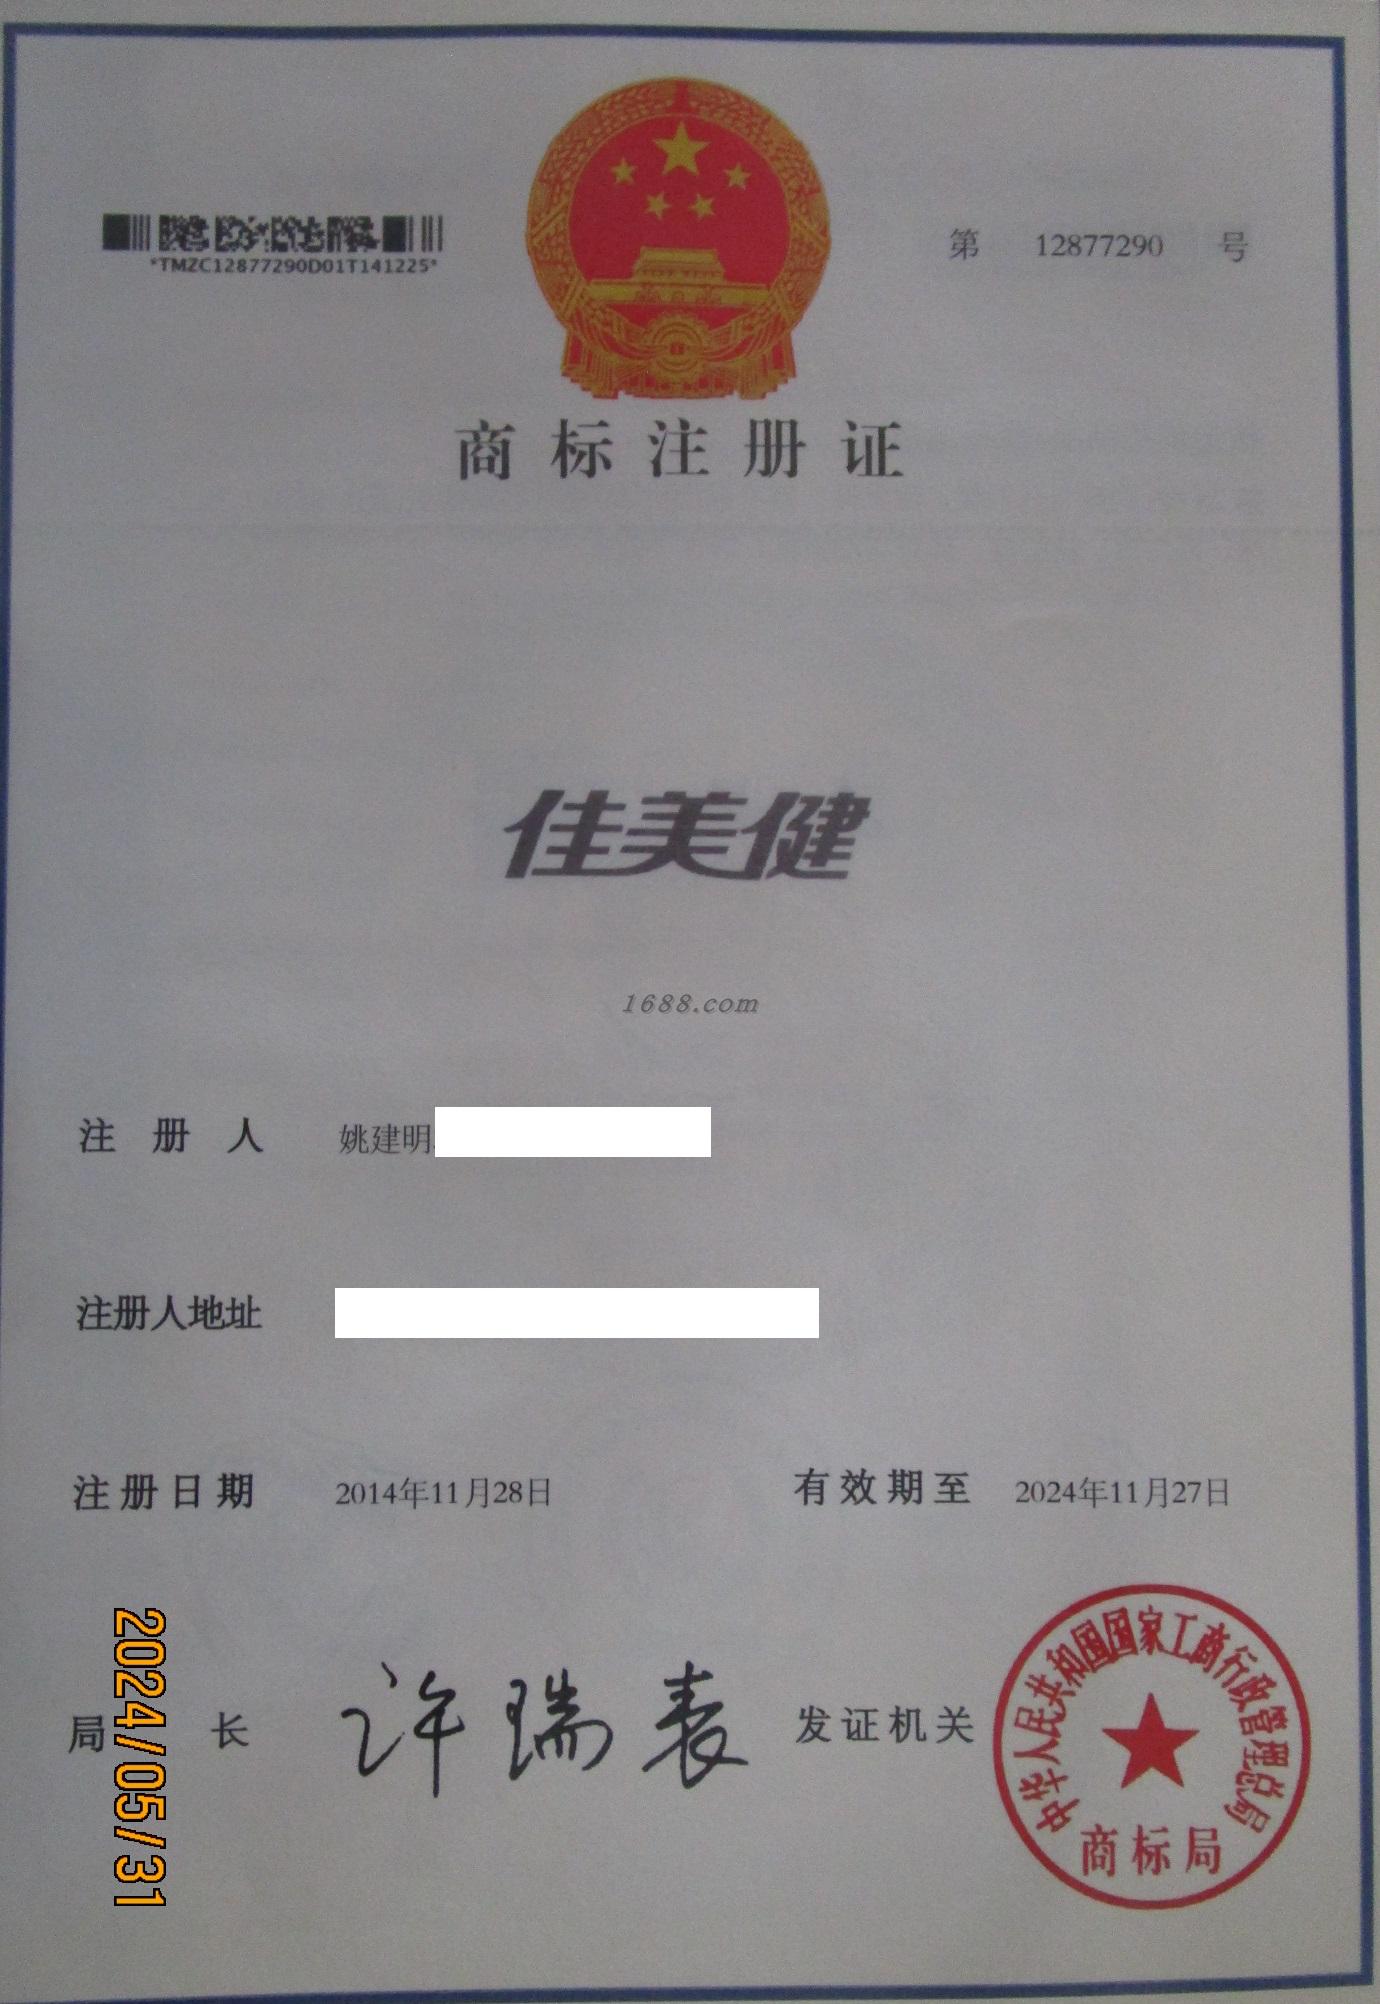 *TMZC12877290D01T141225*
第 12877290 号
商标注册证
佳美健
1688.com
注册人 姚建明
注册人地址
注册日期 2014年11月28日 有效期至 2024年11月27日
局长 许瑞表 发证机关
中华人民共和国国家工商行政管理总局
商标局
2024/05/31